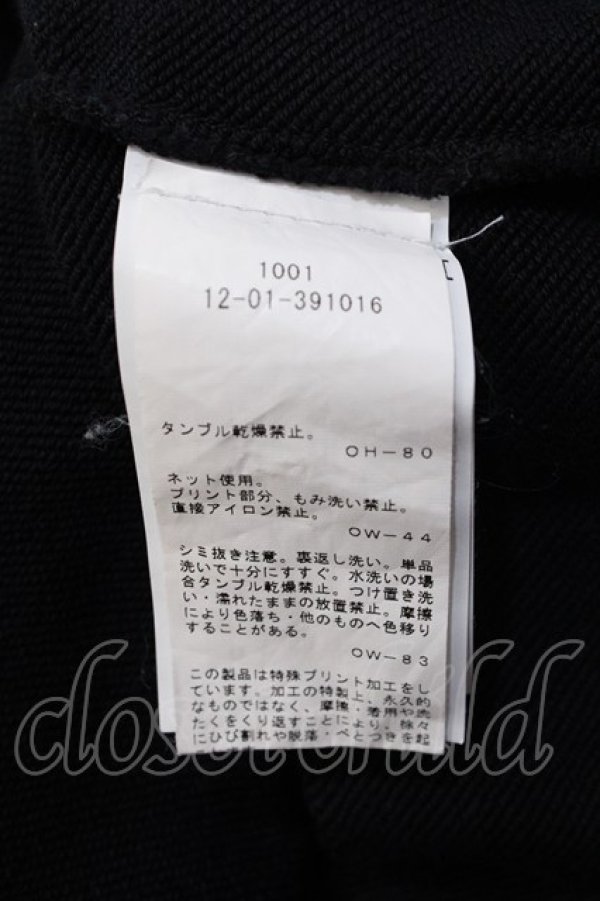 1001
12-01-391016
タンブル乾燥禁止。
OH-80
ネット使用。
プリント部分、もみ洗い禁止。
直接アイロン禁止。
OW-44
シミ抜き注意。裏返し洗い。単品
洗いで十分にすすぐ。水洗いの場
合タンブル乾燥禁止。つけ置き洗
い・濡れたままの放置禁止。摩擦
により色落ち・他のものへ色移り
することがある。
OW-83
この製品は特殊プリント加工をし
ています。加工の特製上、永久的
なものではなく、摩擦・着用や洗
たくをくり返すことにより、徐々
にひび割れや脱落・べとつきを起
closet child